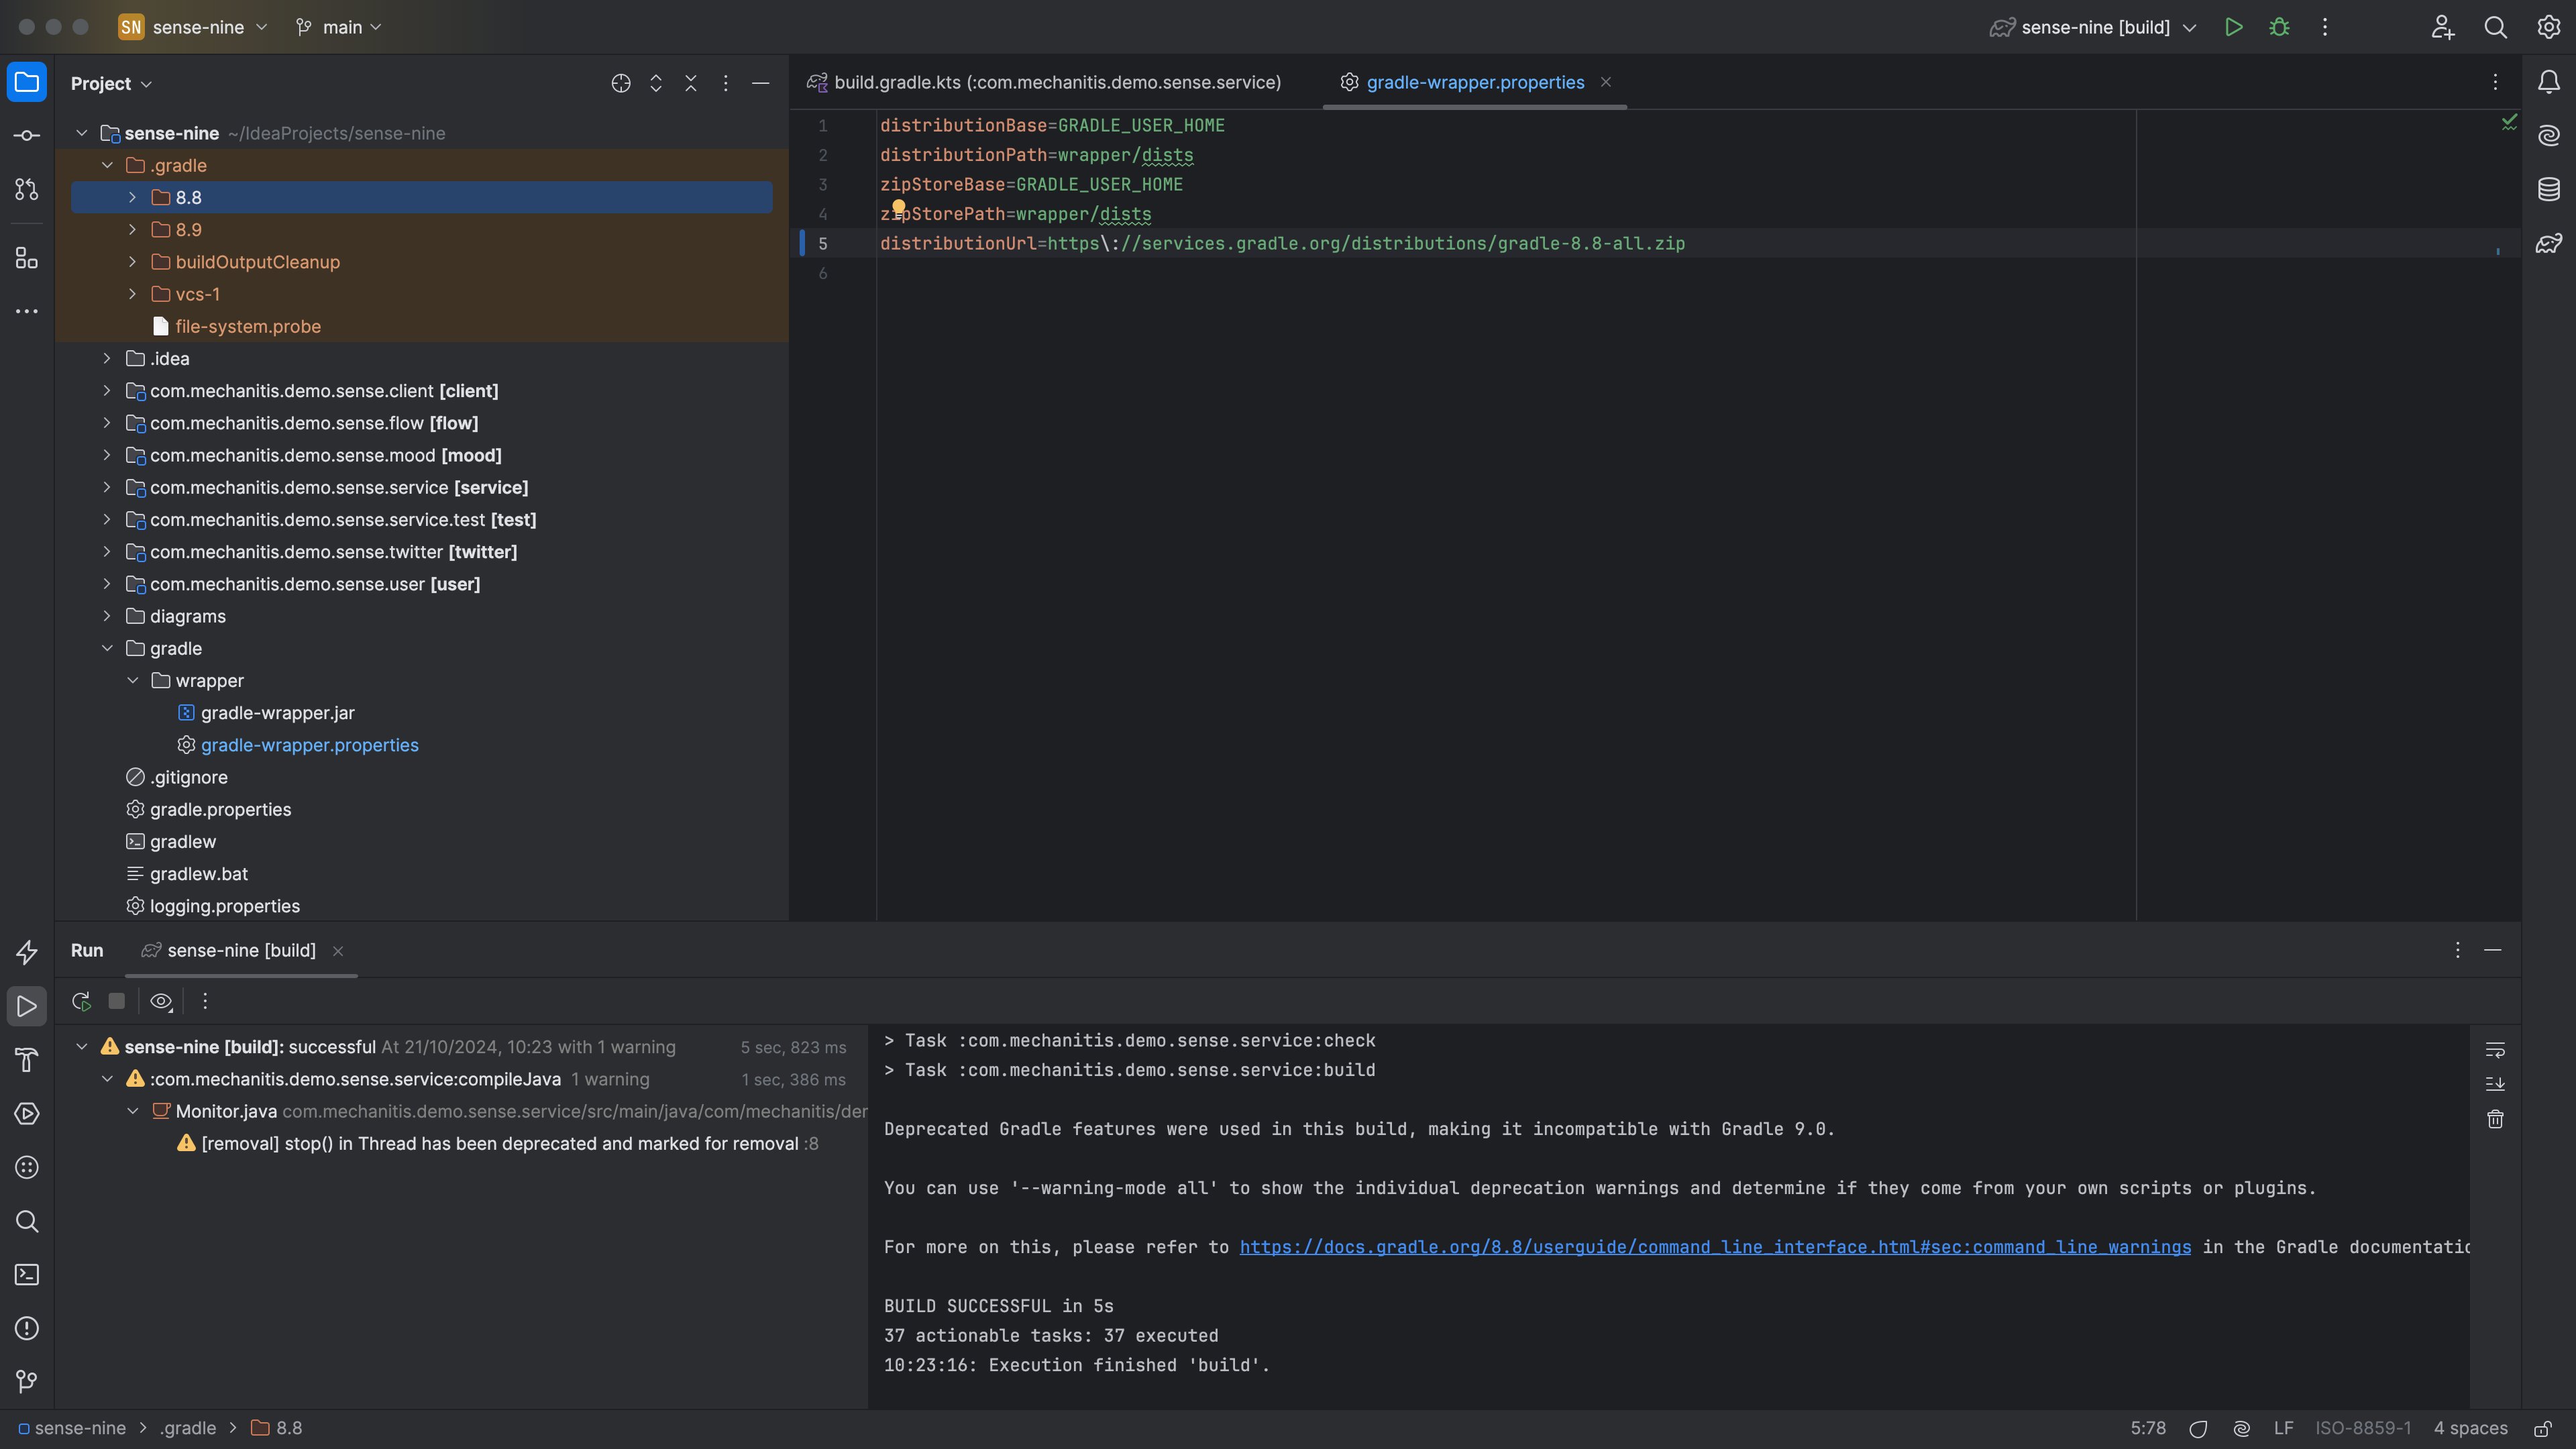 SN sense-nine main
sense-nine [build]
Project
sense-nine ~/IdeaProjects/sense-nine
.gradle
8.8
8.9
buildOutputCleanup
vcs-1
file-system.probe
.idea
com.mechanitis.demo.sense.client [client]
com.mechanitis.demo.sense.flow [flow]
com.mechanitis.demo.sense.mood [mood]
com.mechanitis.demo.sense.service [service]
com.mechanitis.demo.sense.service.test [test]
com.mechanitis.demo.sense.twitter [twitter]
com.mechanitis.demo.sense.user [user]
diagrams
gradle
wrapper
gradle-wrapper.jar
gradle-wrapper.properties
.gitignore
gradle.properties
gradlew
gradlew.bat
logging.properties
build.gradle.kts (:com.mechanitis.demo.sense.service) gradle-wrapper.properties
1 distributionBase=GRADLE_USER_HOME
2 distributionPath=wrapper/dists
3 zipStoreBase=GRADLE_USER_HOME
4 zipStorePath=wrapper/dists
5 distributionUrl=https\://services.gradle.org/distributions/gradle-8.8-all.zip
6
Run sense-nine [build]
sense-nine [build]: successful At 21/10/2024, 10:23 with 1 warning 5 sec, 823 ms
:com.mechanitis.demo.sense.service:compileJava 1 warning 1 sec, 386 ms
Monitor.java com.mechanitis.demo.sense.service/src/main/java/com/mechanitis/der
[removal] stop() in Thread has been deprecated and marked for removal :8
> Task :com.mechanitis.demo.sense.service:check
> Task :com.mechanitis.demo.sense.service:build
Deprecated Gradle features were used in this build, making it incompatible with Gradle 9.0.
You can use '--warning-mode all' to show the individual deprecation warnings and determine if they come from your own scripts or plugins.
For more on this, please refer to https://docs.gradle.org/8.8/userguide/command_line_interface.html#sec:command_line_warnings in the Gradle documentatio
BUILD SUCCESSFUL in 5s
37 actionable tasks: 37 executed
10:23:16: Execution finished 'build'.
sense-nine > .gradle > 8.8
5:78 LF ISO-8859-1 4 spaces